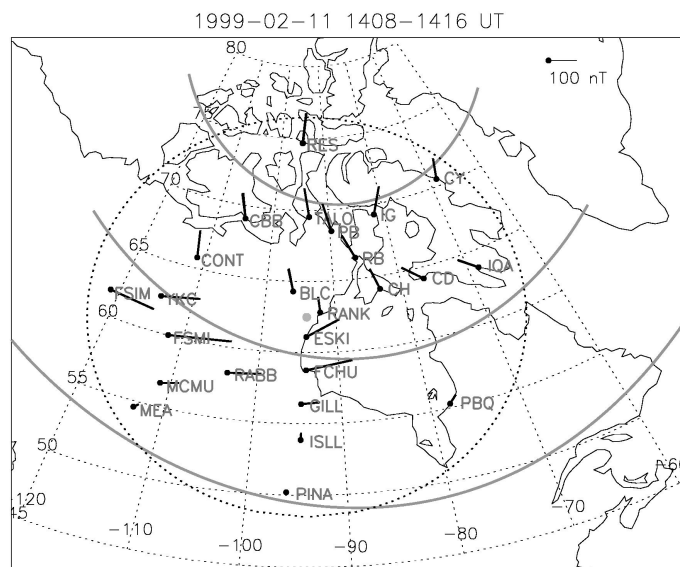 1999-02-11 1408-1416 UT
80
100 nT
75
RES
CY
70
CBB
TALO
IG
PB
65
CONT
RB
IQA
CD
CH
BLC
FSIM
YKC
60
RANK
FSMI
ESKI
RABB
FCHU
55
MCMU
MEA
GILL
PBQ
50
ISLL
-60
PINA
-120
45
-70
-110
-80
-100
-90